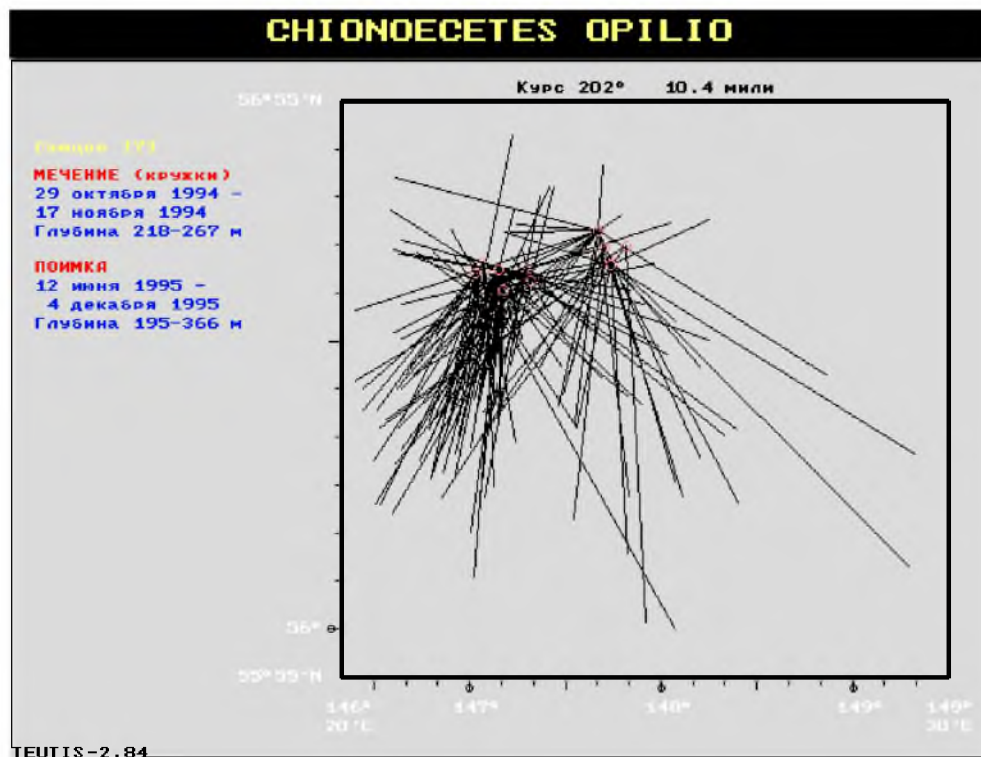 CHIONOECETES OPILIO
Курс 202° 10.4 мили
56°55'N
Самцов 373
МЕЧЕНИЕ (кружки)
29 октября 1994 -
17 ноября 1994
Глубина 218-267 м
ПОИМКА
12 июня 1995 -
4 декабря 1995
Глубина 195-366 м
56°
55°
146° 147° 148° 149° 149°
20'E 30'E
TEUTIS-2.84